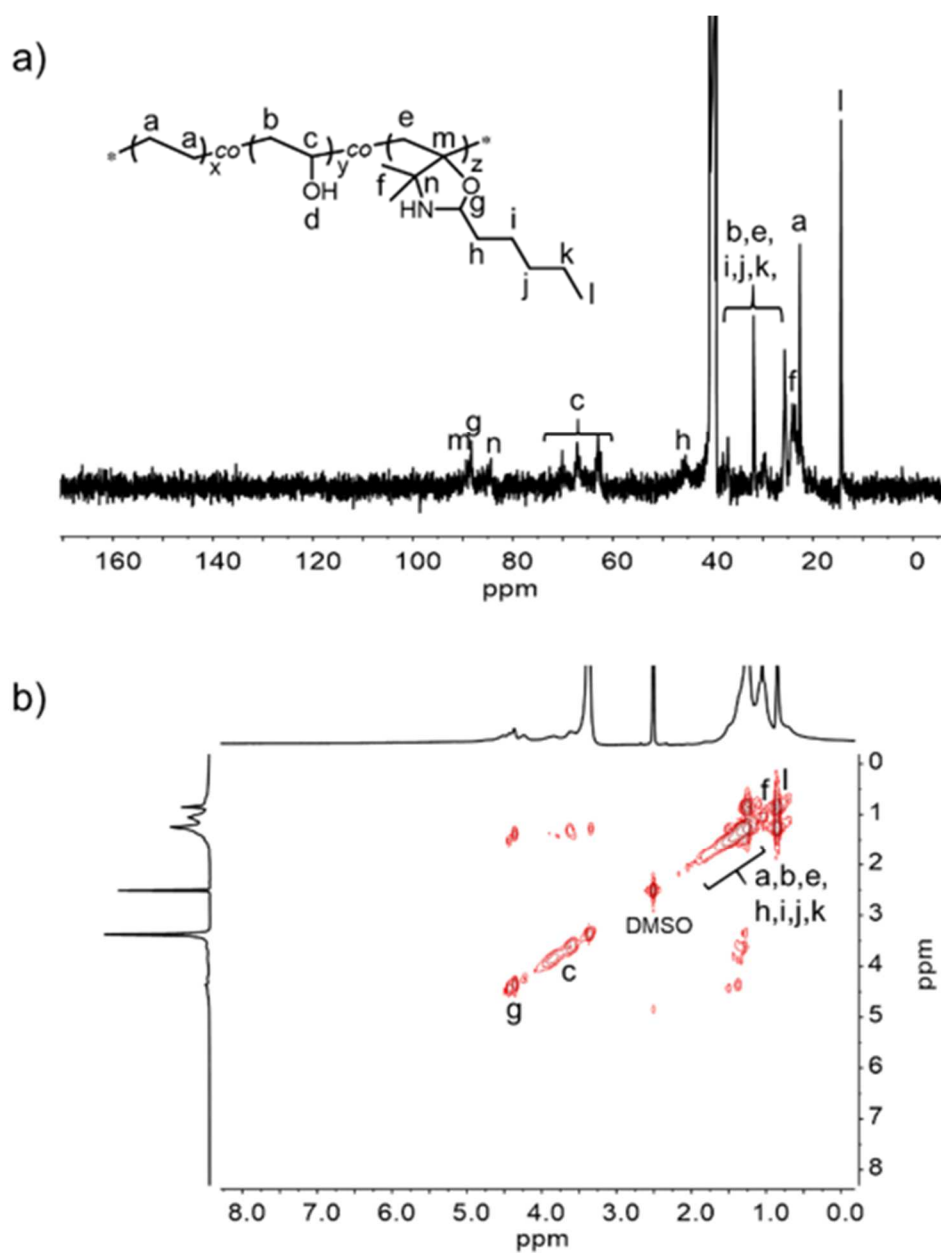 a)
a b e
a c m
* ( ) x co ( ) y co ( ) z *
OH
d
f n O
HN g
i
h k
j l
l
a
b,e,
i,j,k,
f
c
m g n h
160 140 120 100 80 60 40 20 0
ppm
b)
0
f l
1
2
a,b,e,
h,i,j,k
3
DMSO
c
4
g
5
6
7
8
ppm
8.0 7.0 6.0 5.0 4.0 3.0 2.0 1.0 0.0
ppm